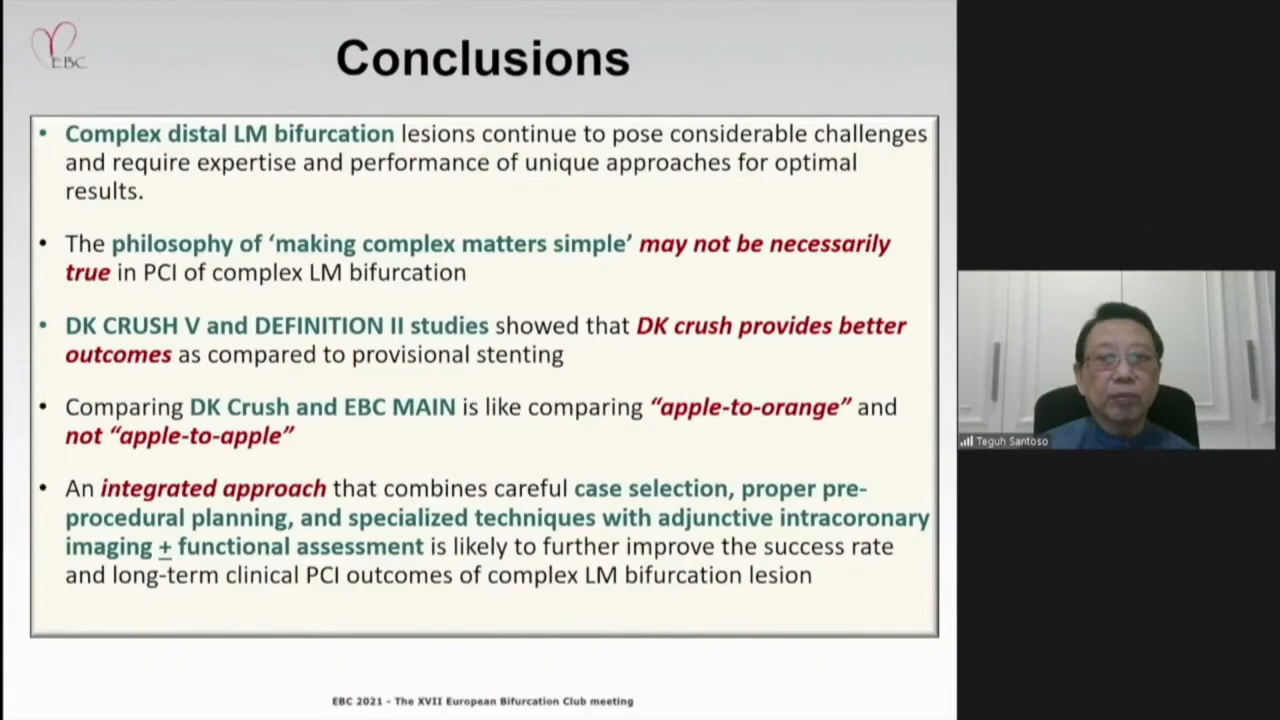 EBC
Conclusions
• Complex distal LM bifurcation lesions continue to pose considerable challenges
and require expertise and performance of unique approaches for optimal
results.
• The philosophy of ‘making complex matters simple’ may not be necessarily
true in PCI of complex LM bifurcation
• DK CRUSH V and DEFINITION II studies showed that DK crush provides better
outcomes as compared to provisional stenting
• Comparing DK Crush and EBC MAIN is like comparing “apple-to-orange” and
not “apple-to-apple”
• An integrated approach that combines careful case selection, proper pre-
procedural planning, and specialized techniques with adjunctive intracoronary
imaging + functional assessment is likely to further improve the success rate
and long-term clinical PCI outcomes of complex LM bifurcation lesion
EBC 2021 - The XVII European Bifurcation Club meeting
Teguh Santoso